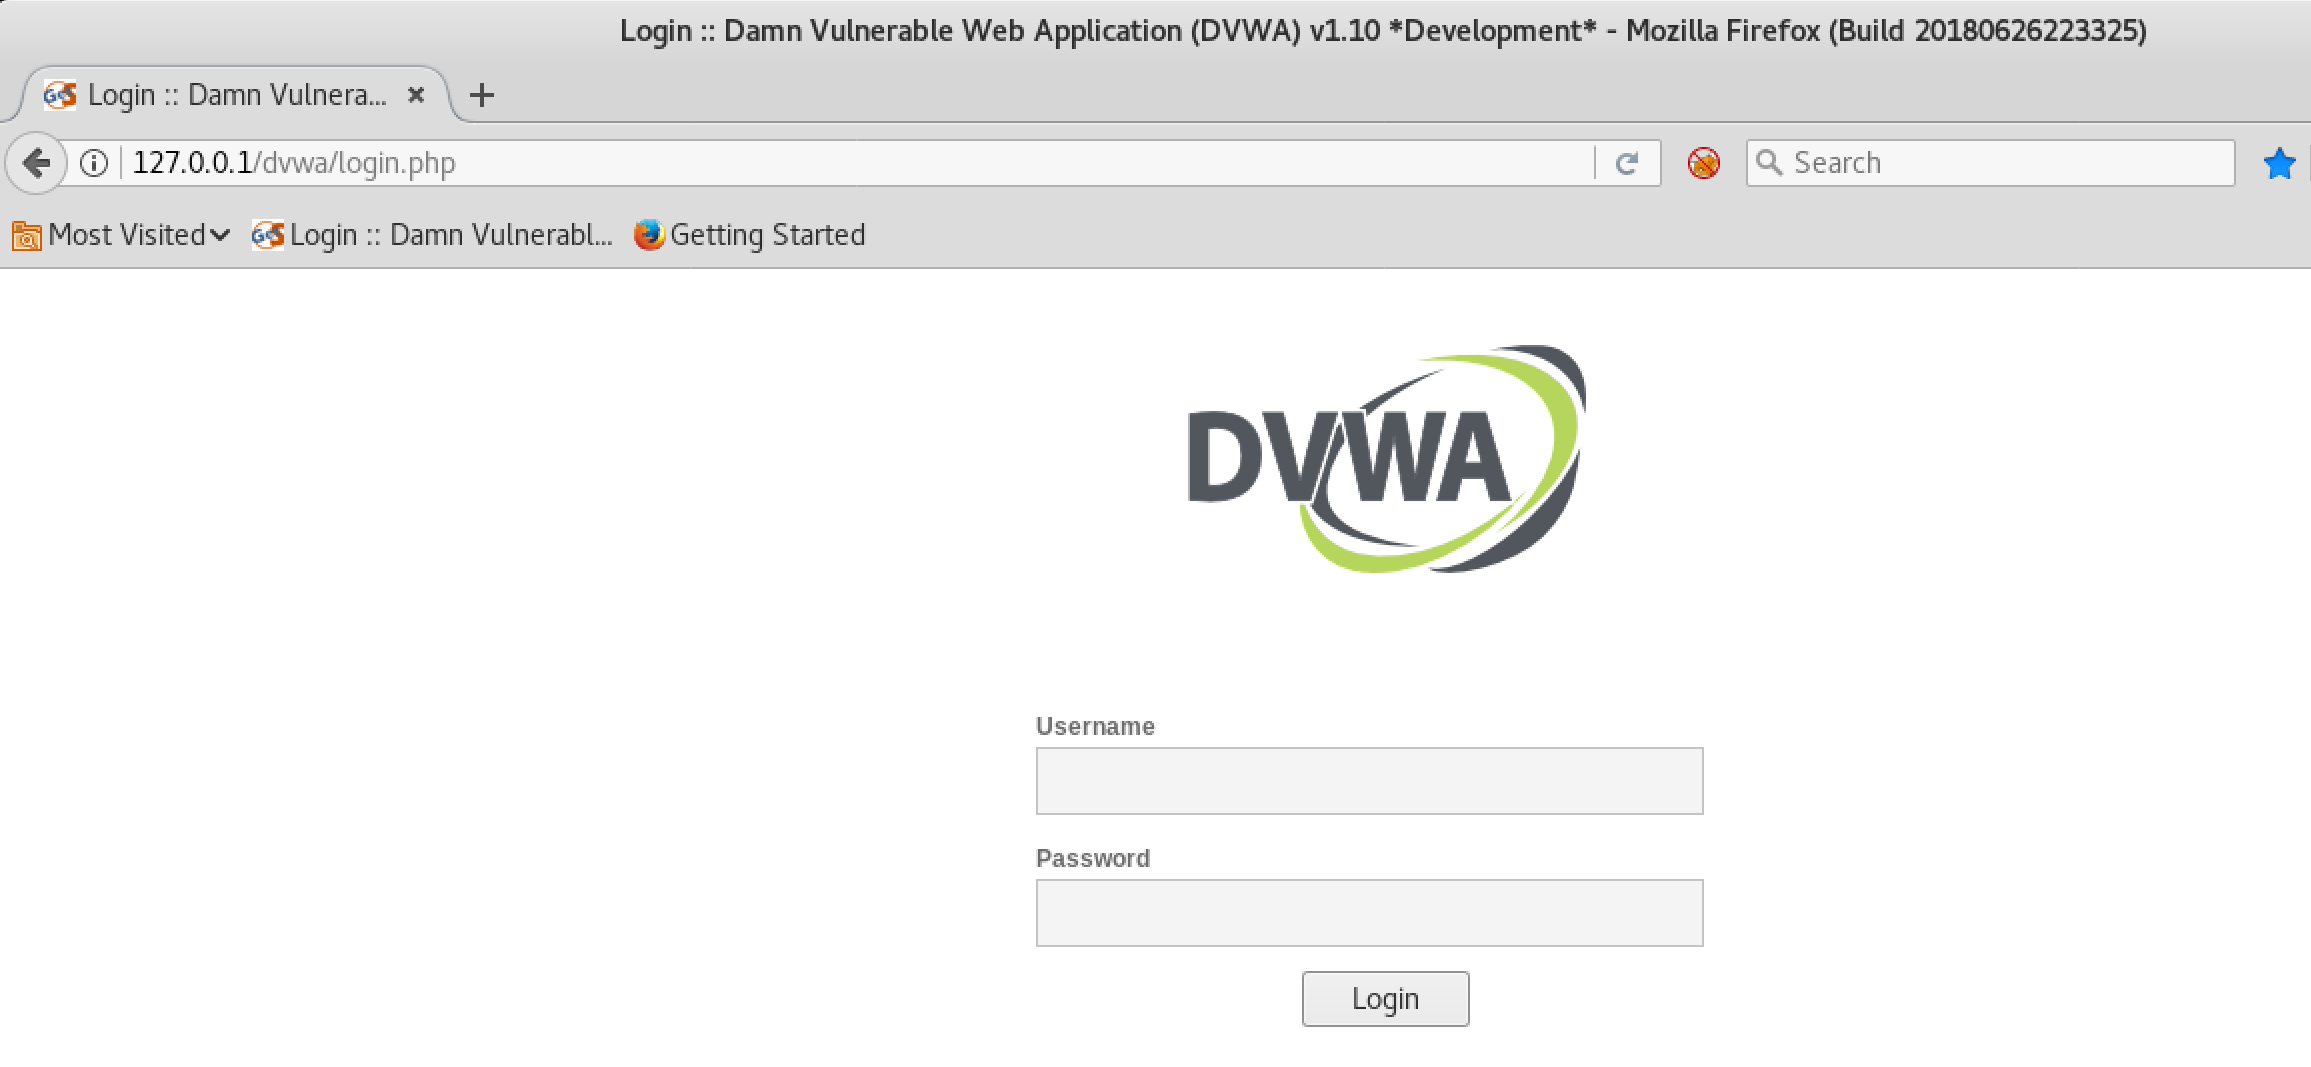 Login :: Damn Vulnerable Web Application (DVWA) v1.10 *Development* - Mozilla Firefox (Build 20180626223325)
Login :: Damn Vulnera...
127.0.0.1/dvwa/login.php
Search
Most Visited Login :: Damn Vulnerabl... Getting Started
DVWA
Username
Password
Login